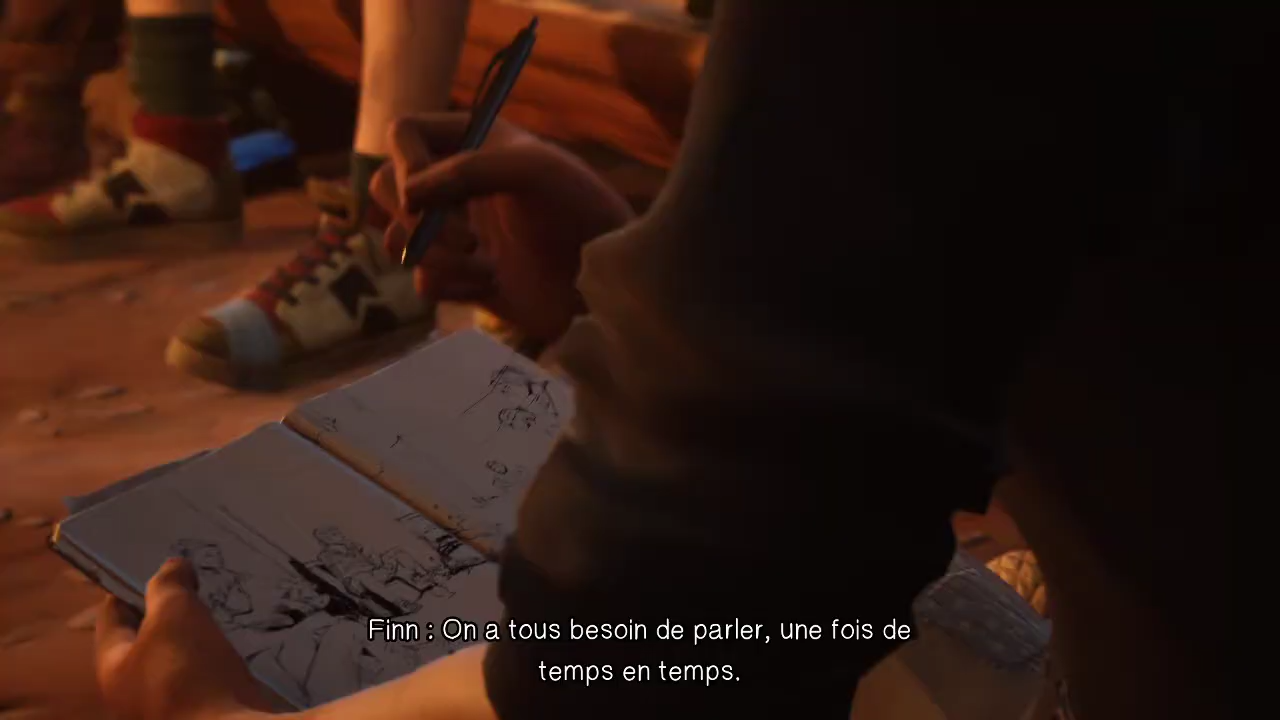 Finn : On a tous besoin de parler, une fois de
temps en temps.